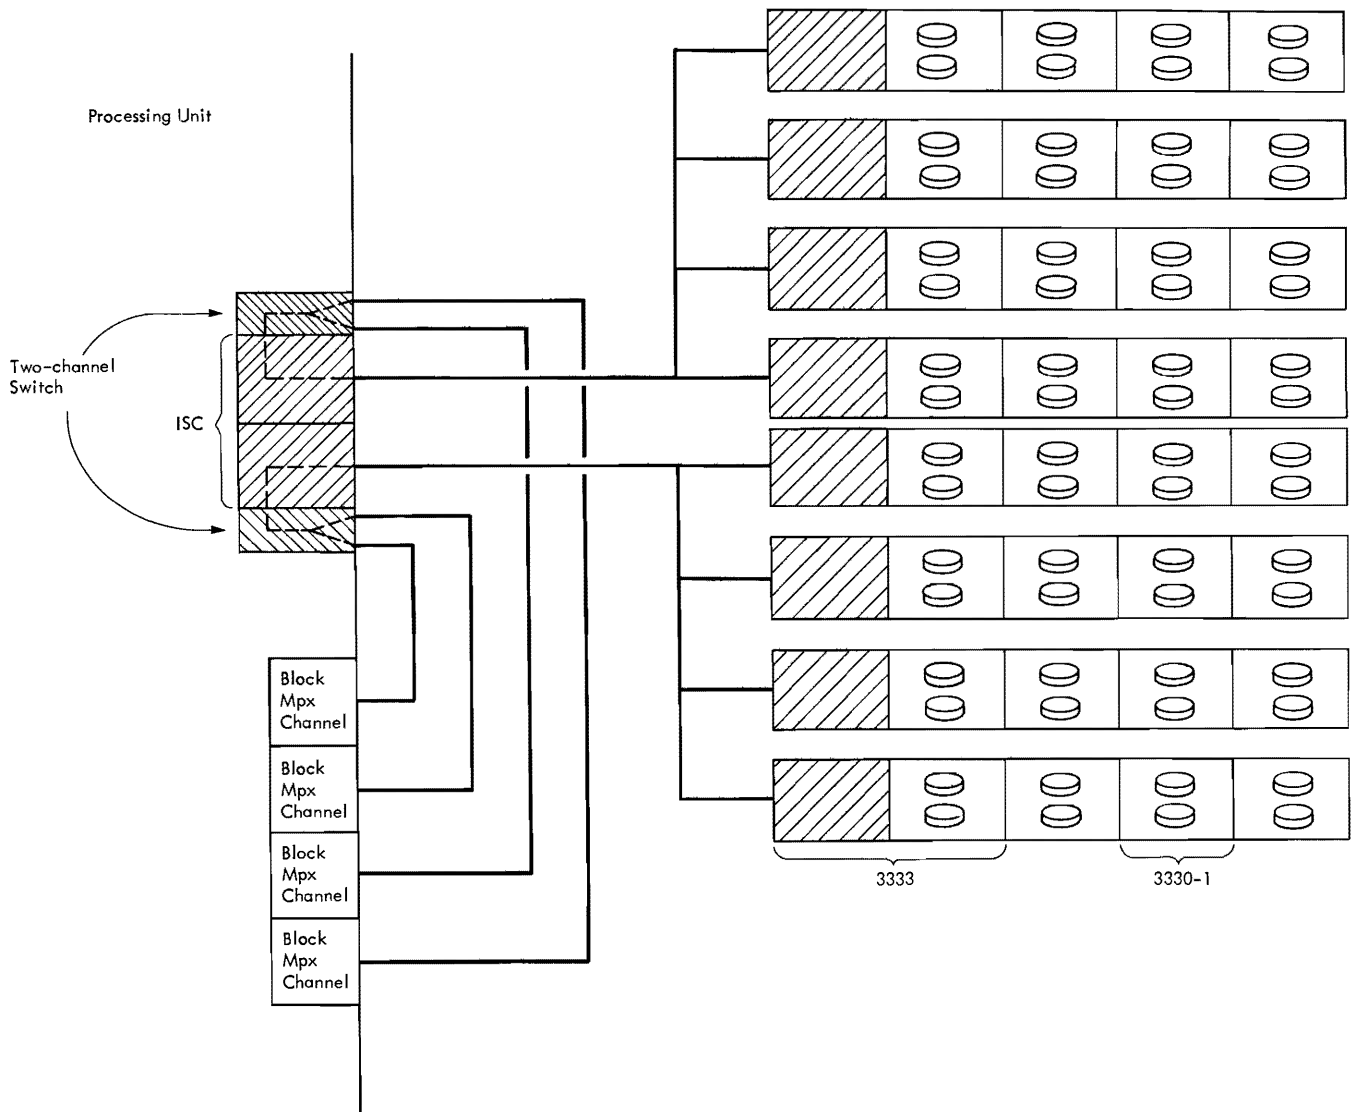 Processing Unit
Two-channel
Switch
ISC
Block
Mpx
Channel
Block
Mpx
Channel
Block
Mpx
Channel
Block
Mpx
Channel
3333
3330-1